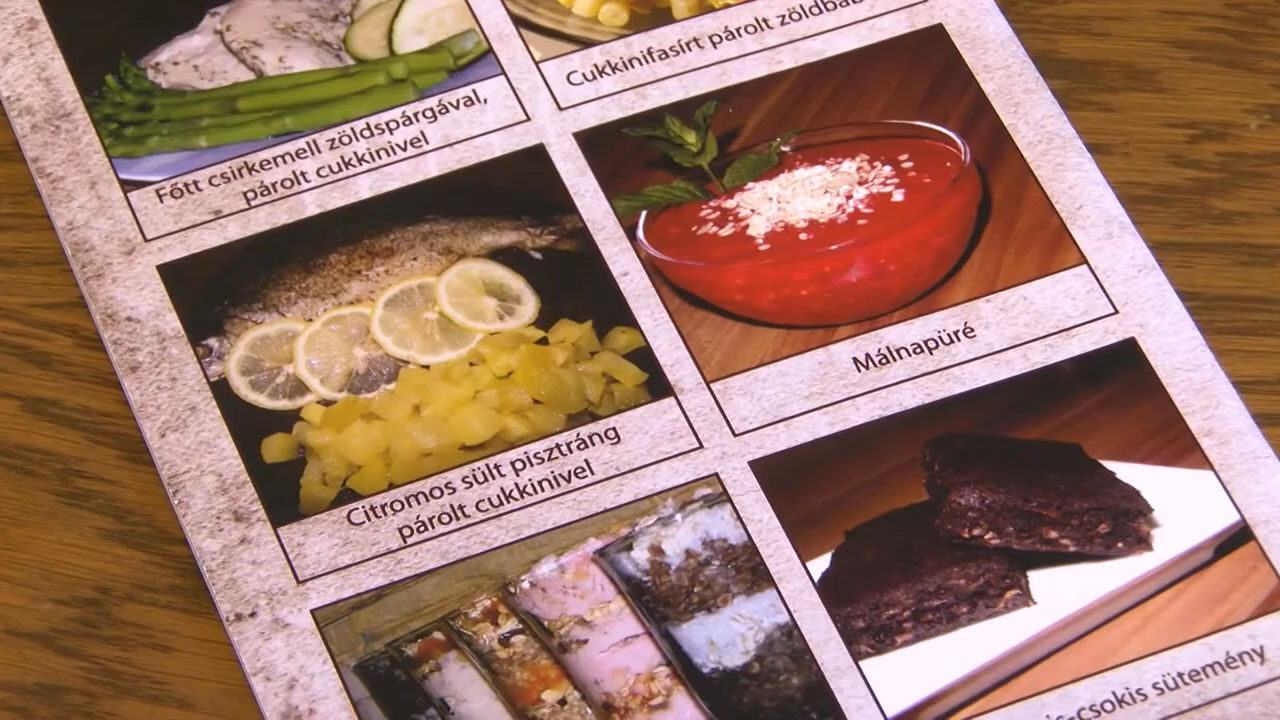 Cukkinifasírt párolt zöldbab
Főtt csirkemell zöldspárgával,
párolt cukkinivel
Málnapüré
Citromos sült pisztráng
párolt cukkinivel
-csokis sütemény